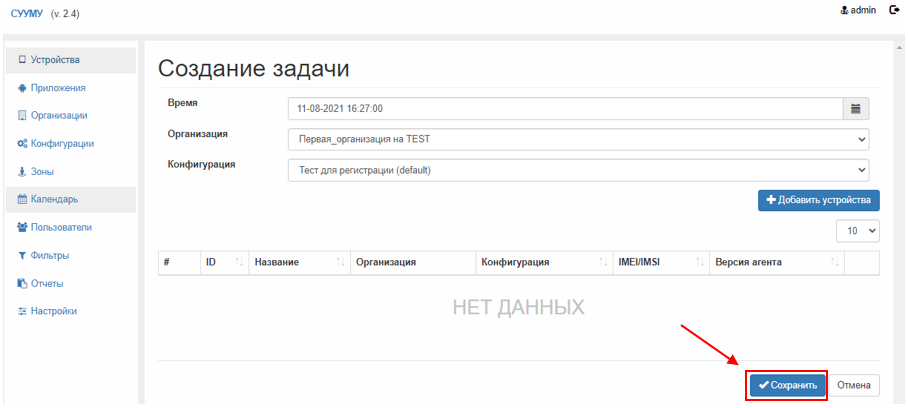 СУУМУ (v. 2.4) admin
Устройства
Приложения
Организации
Конфигурации
Зоны
Календарь
Пользователи
Фильтры
Отчеты
Настройки
Создание задачи
Время 11-08-2021 16:27:00
Организация Первая_организация на TEST
Конфигурация Тест для регистрации (default)
Добавить устройства
10
# ID Название Организация Конфигурация IMEI/IMSI Версия агента
НЕТ ДАННЫХ
Сохранить Отмена